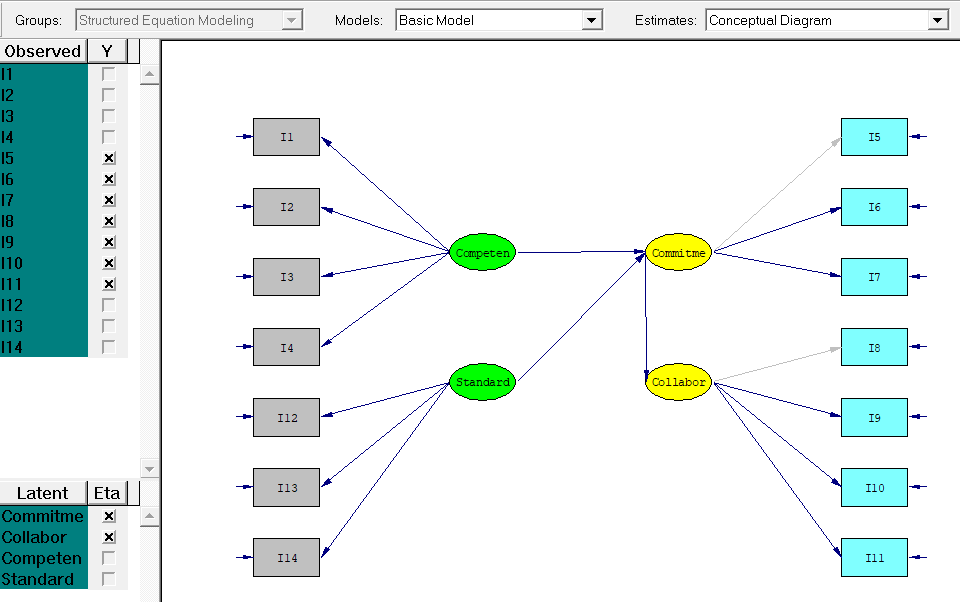 Groups: Structured Equation Modeling Models: Basic Model Estimates: Conceptual Diagram
Observed Y
I1
I2
I3
I4
I5
I6
I7
I8
I9
I10
I11
I12
I13
I14
Latent Eta
Commitme
Collabor
Competen
Standard
I1 I5
I2 I6
Competen Commitme
I3 I7
I4 I8
Standard Collabor
I12 I9
I13 I10
I14 I11